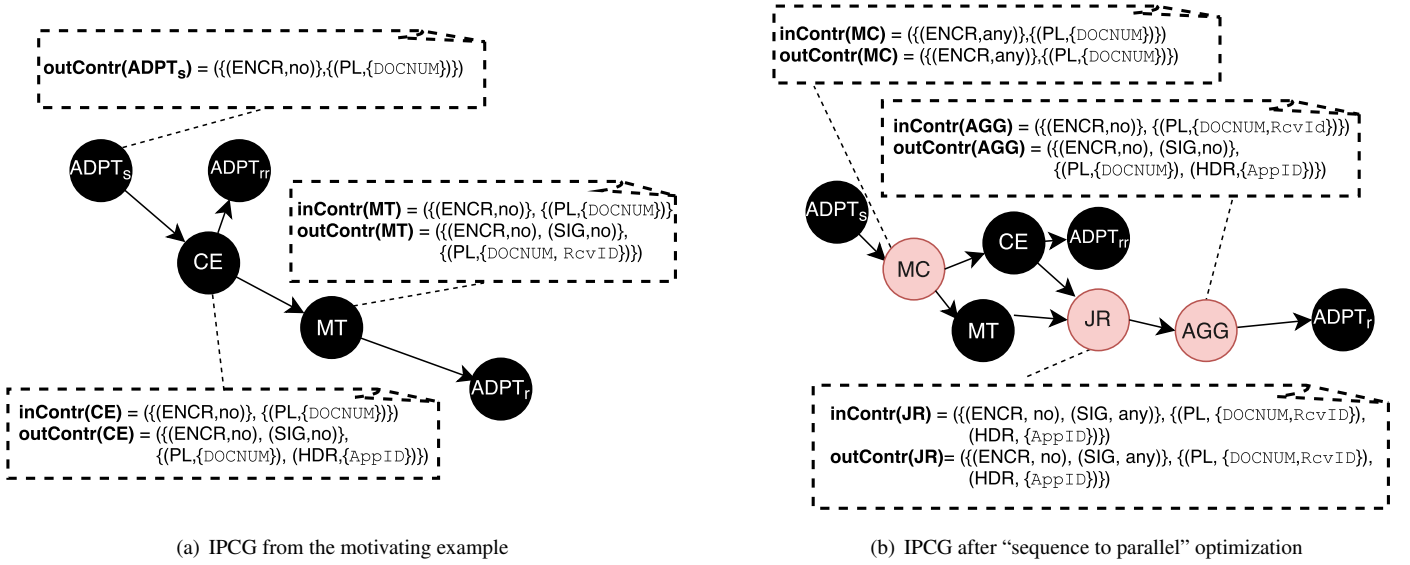 outContr(ADPTs) = ({(ENCR,no)},{(PL,{DOCNUM})})
ADPTs
ADPTrr
inContr(MT) = ({(ENCR,no)}, {(PL,{DOCNUM})}
outContr(MT) = ({(ENCR,no), (SIG,no)},
{(PL,{DOCNUM, RcvID})})
CE
MT
ADPTr
inContr(CE) = ({(ENCR,no)}, {(PL,{DOCNUM})})
outContr(CE) = ({(ENCR,no), (SIG,no)},
{(PL,{DOCNUM}), (HDR,{AppID})})
(a) IPCG from the motivating example
inContr(MC) = ({(ENCR,any)},{(PL,{DOCNUM})})
outContr(MC) = ({(ENCR,any)},{(PL,{DOCNUM})})
inContr(AGG) = ({(ENCR,no)}, {(PL,{DOCNUM,RcvId})})
outContr(AGG) = ({(ENCR,no), (SIG,no)},
{(PL,{DOCNUM}), (HDR,{AppID})})
ADPTs
MC
CE
ADPTrr
MT
JR
AGG
ADPTr
inContr(JR) = ({(ENCR, no), (SIG, any)}, {(PL, {DOCNUM,RcvID}),
(HDR, {AppID})})
outContr(JR)= ({(ENCR, no), (SIG, any)}, {(PL, {DOCNUM,RcvID}),
(HDR, {AppID})})
(b) IPCG after “sequence to parallel” optimization